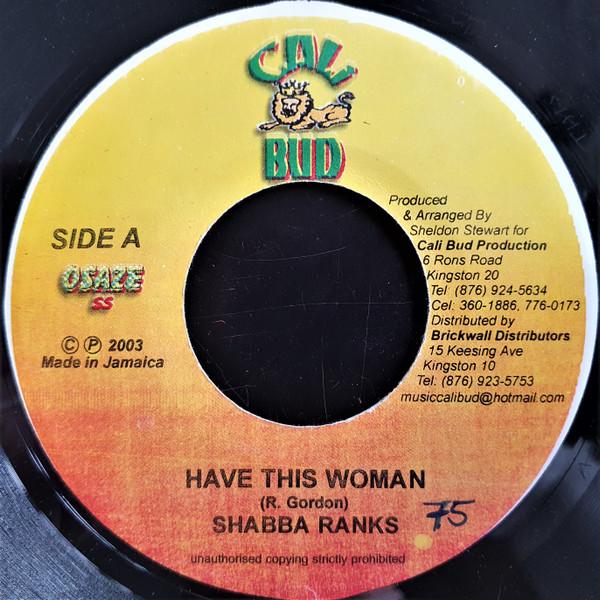 CALI
BUD
SIDE A
OSAZE
SS
© ℗ 2003
Made in Jamaica
Produced
& Arranged By
Sheldon Stewart for
Cali Bud Production
6 Rons Road
Kingston 20
Tel: (876) 924-5634
Cel: 360-1886, 776-0173
Distributed by
Brickwall Distributors
15 Keesing Ave
Kingston 10
Tel: (876) 923-5753
musiccalibud@hotmail.com
HAVE THIS WOMAN
(R. Gordon)
SHABBA RANKS
75
unauthorised copying strictly prohibited